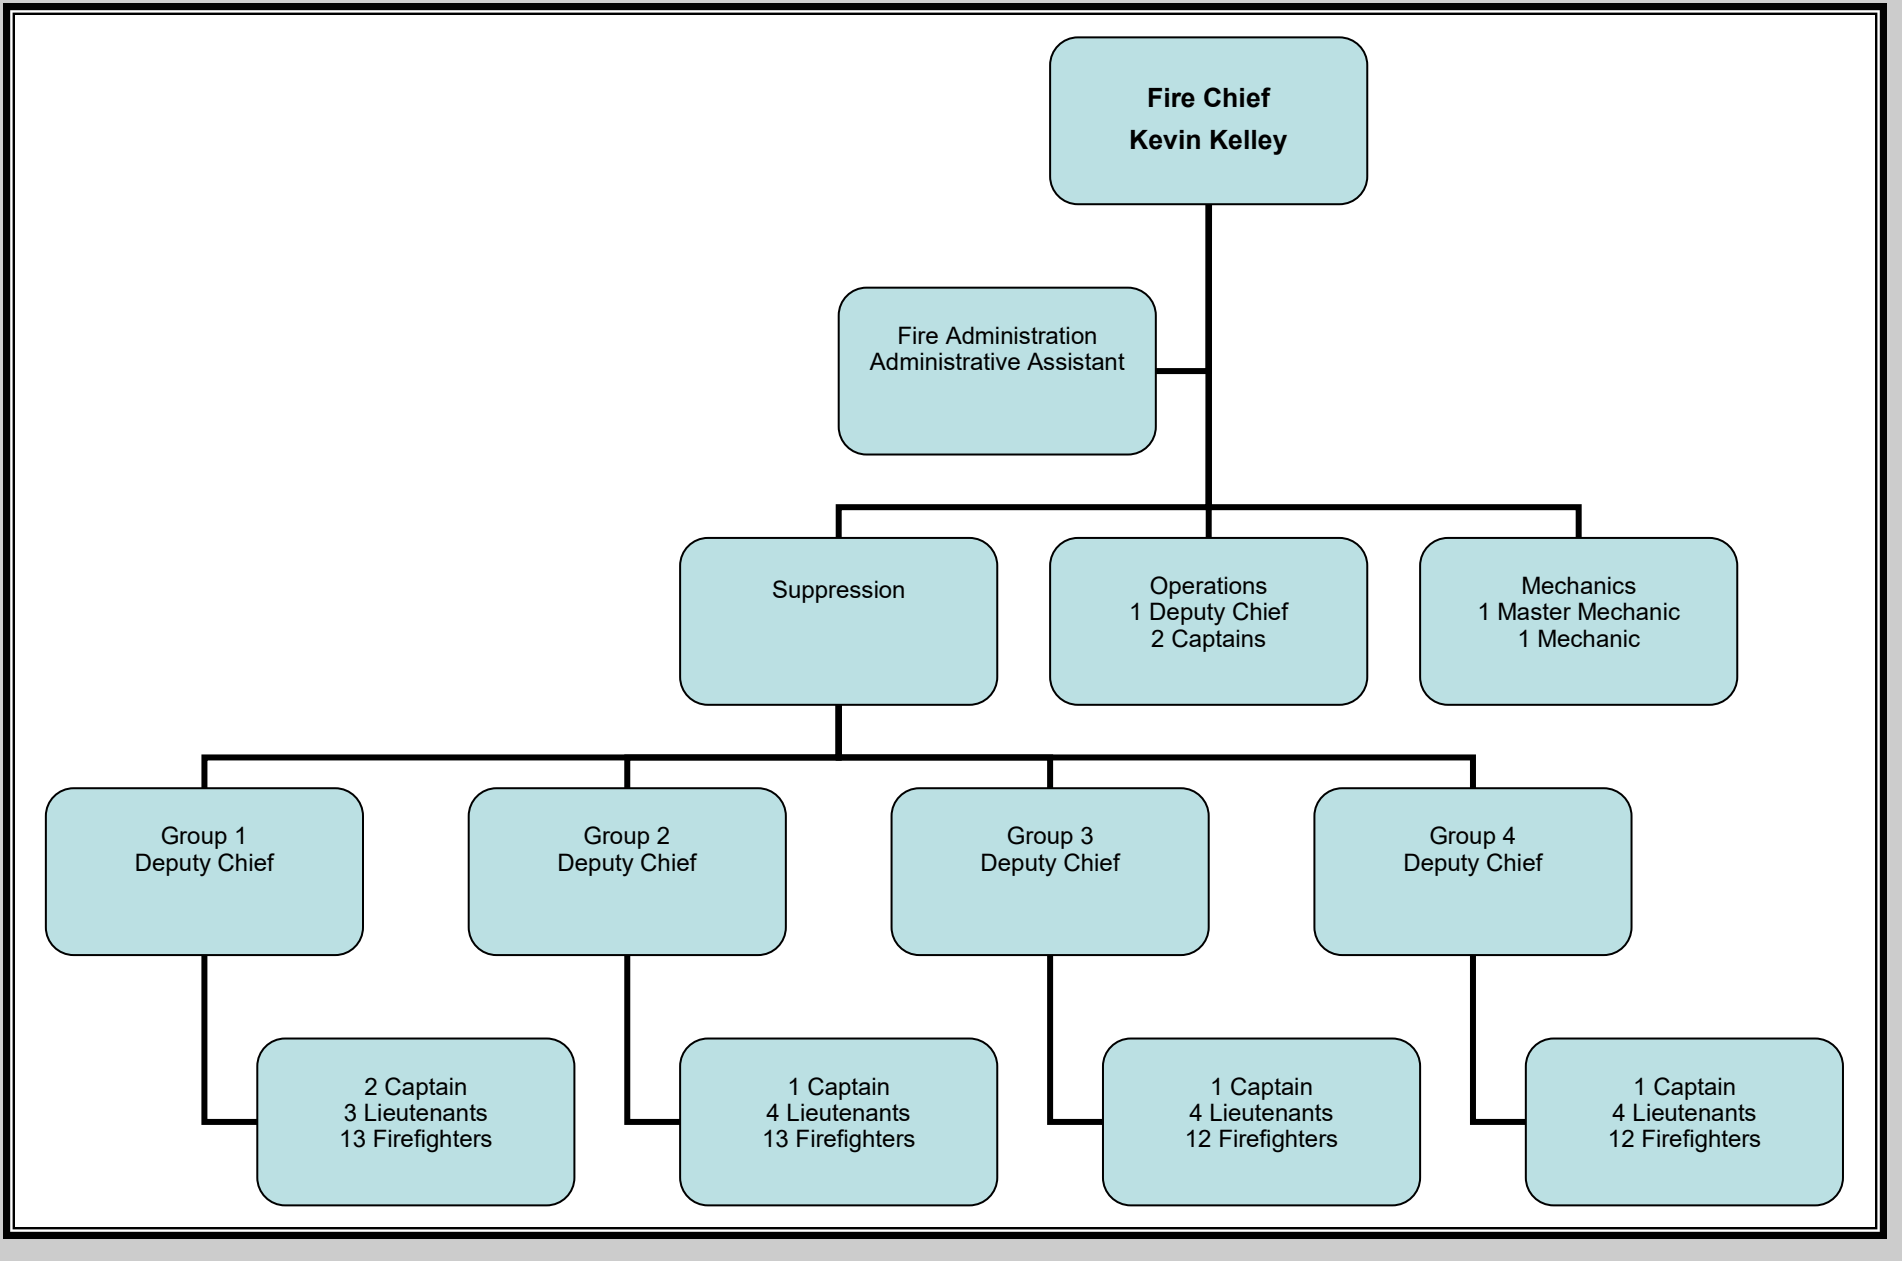 Fire Chief
Kevin Kelley
Fire Administration
Administrative Assistant
Suppression
Operations
1 Deputy Chief
2 Captains
Mechanics
1 Master Mechanic
1 Mechanic
Group 1
Deputy Chief
Group 2
Deputy Chief
Group 3
Deputy Chief
Group 4
Deputy Chief
2 Captain
3 Lieutenants
13 Firefighters
1 Captain
4 Lieutenants
13 Firefighters
1 Captain
4 Lieutenants
12 Firefighters
1 Captain
4 Lieutenants
12 Firefighters